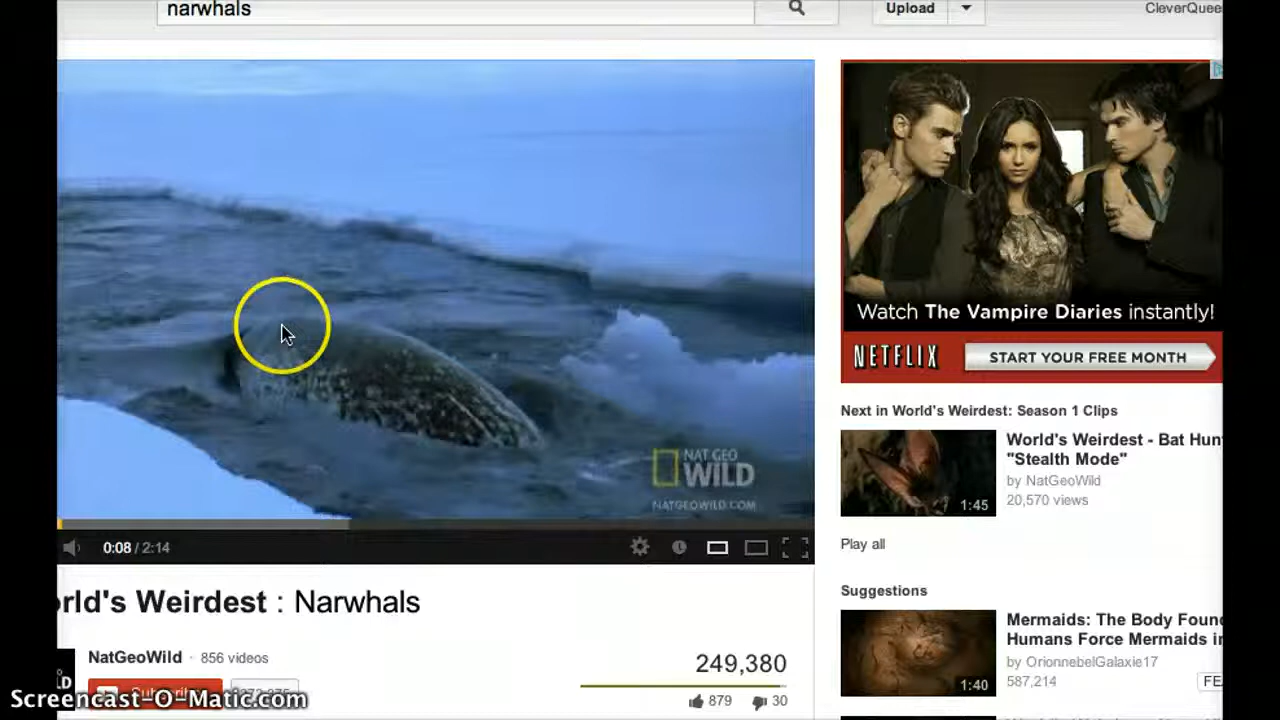 narwhals
Upload
CleverQuee
NAT GEO
WILD
NATGEOWILD.COM
0:08 / 2:14
orld's Weirdest : Narwhals
NatGeoWild · 856 videos
249,380
879
30
Watch The Vampire Diaries instantly!
NETFLIX
START YOUR FREE MONTH
Next in World's Weirdest: Season 1 Clips
World's Weirdest - Bat Hun
"Stealth Mode"
by NatGeoWild
20,570 views
1:45
Play all
Suggestions
Mermaids: The Body Foun
Humans Force Mermaids in
by OrionnebelGalaxie17
587,214
FE
1:40
Screencast-O-Matic.com